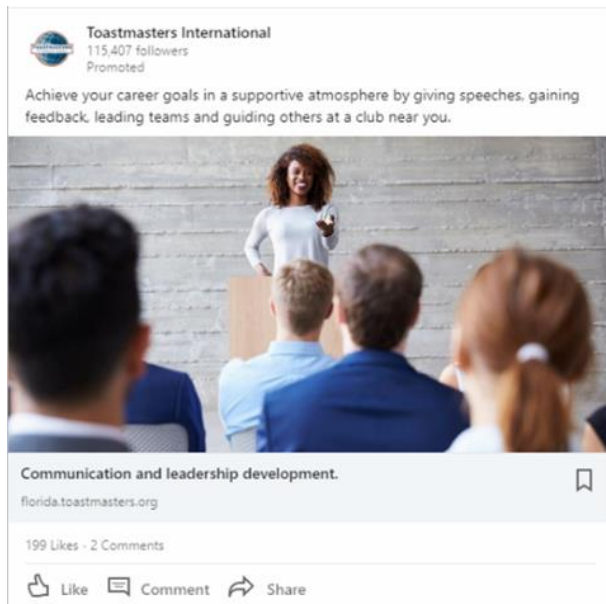 Toastmasters International
115,407 followers
Promoted
Achieve your career goals in a supportive atmosphere by giving speeches, gaining
feedback, leading teams and guiding others at a club near you.
Communication and leadership development.
florida.toastmasters.org
199 Likes · 2 Comments
Like Comment Share